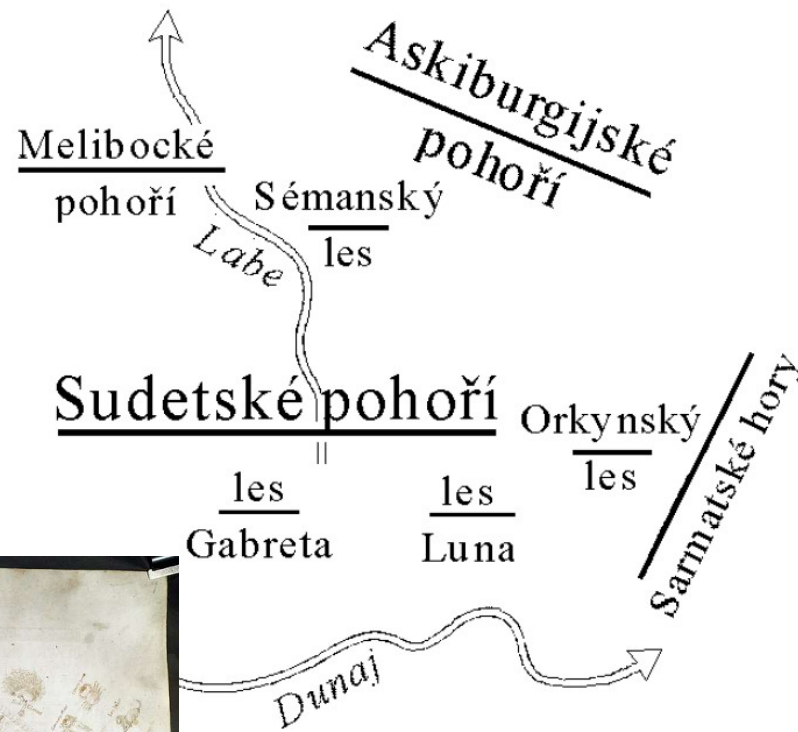 Askiburgijské
pohoří
Melibocké
pohoří
Sémanský
les
Labe
Sudetské pohoří
Orkynský
les
Sarmatské hory
les
Gabreta
les
Luna
Dunaj